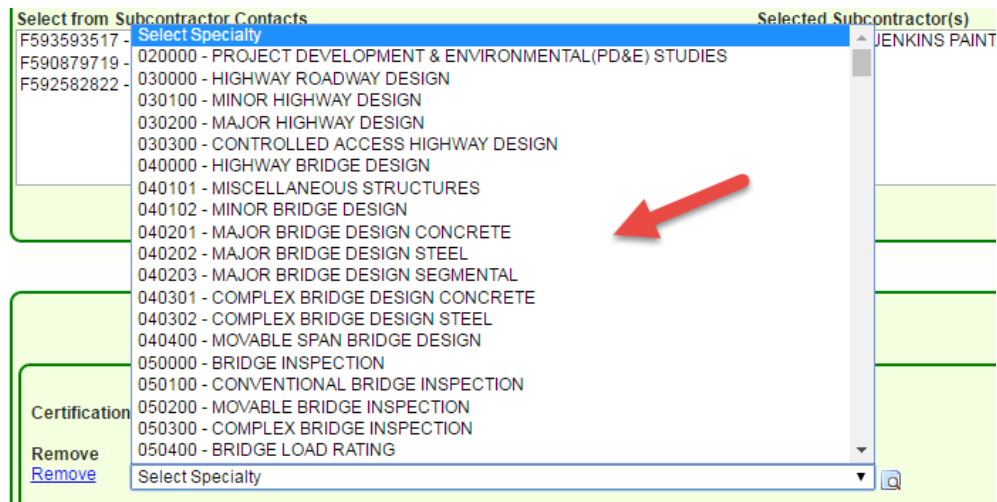 Select from Subcontractor Contacts
Selected Subcontractor(s)
F593593517 -
F590879719 -
F592582822 -
JENKINS PAINT
Select Specialty
020000 - PROJECT DEVELOPMENT & ENVIRONMENTAL(PD&E) STUDIES
030000 - HIGHWAY ROADWAY DESIGN
030100 - MINOR HIGHWAY DESIGN
030200 - MAJOR HIGHWAY DESIGN
030300 - CONTROLLED ACCESS HIGHWAY DESIGN
040000 - HIGHWAY BRIDGE DESIGN
040101 - MISCELLANEOUS STRUCTURES
040102 - MINOR BRIDGE DESIGN
040201 - MAJOR BRIDGE DESIGN CONCRETE
040202 - MAJOR BRIDGE DESIGN STEEL
040203 - MAJOR BRIDGE DESIGN SEGMENTAL
040301 - COMPLEX BRIDGE DESIGN CONCRETE
040302 - COMPLEX BRIDGE DESIGN STEEL
040400 - MOVABLE SPAN BRIDGE DESIGN
050000 - BRIDGE INSPECTION
050100 - CONVENTIONAL BRIDGE INSPECTION
050200 - MOVABLE BRIDGE INSPECTION
050300 - COMPLEX BRIDGE INSPECTION
050400 - BRIDGE LOAD RATING
Certification
Remove
Remove
Select Specialty